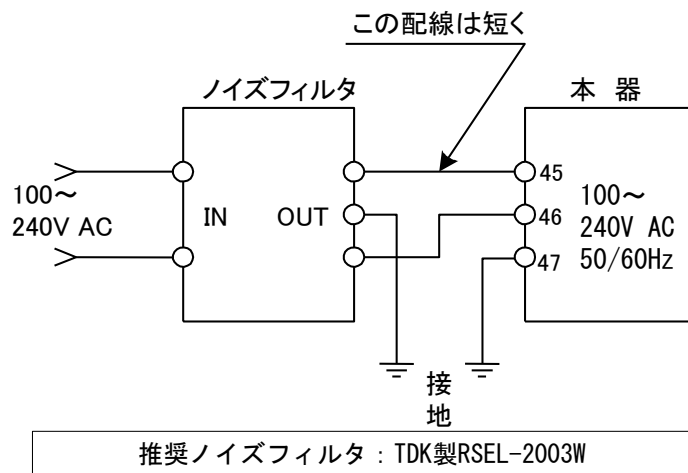 この配線は短く
ノイズフィルタ
本 器
100～
240V AC
IN
OUT
45
46
47
100～
240V AC
50/60Hz
接
地
推奨ノイズフィルタ：TDK製RSEL-2003W